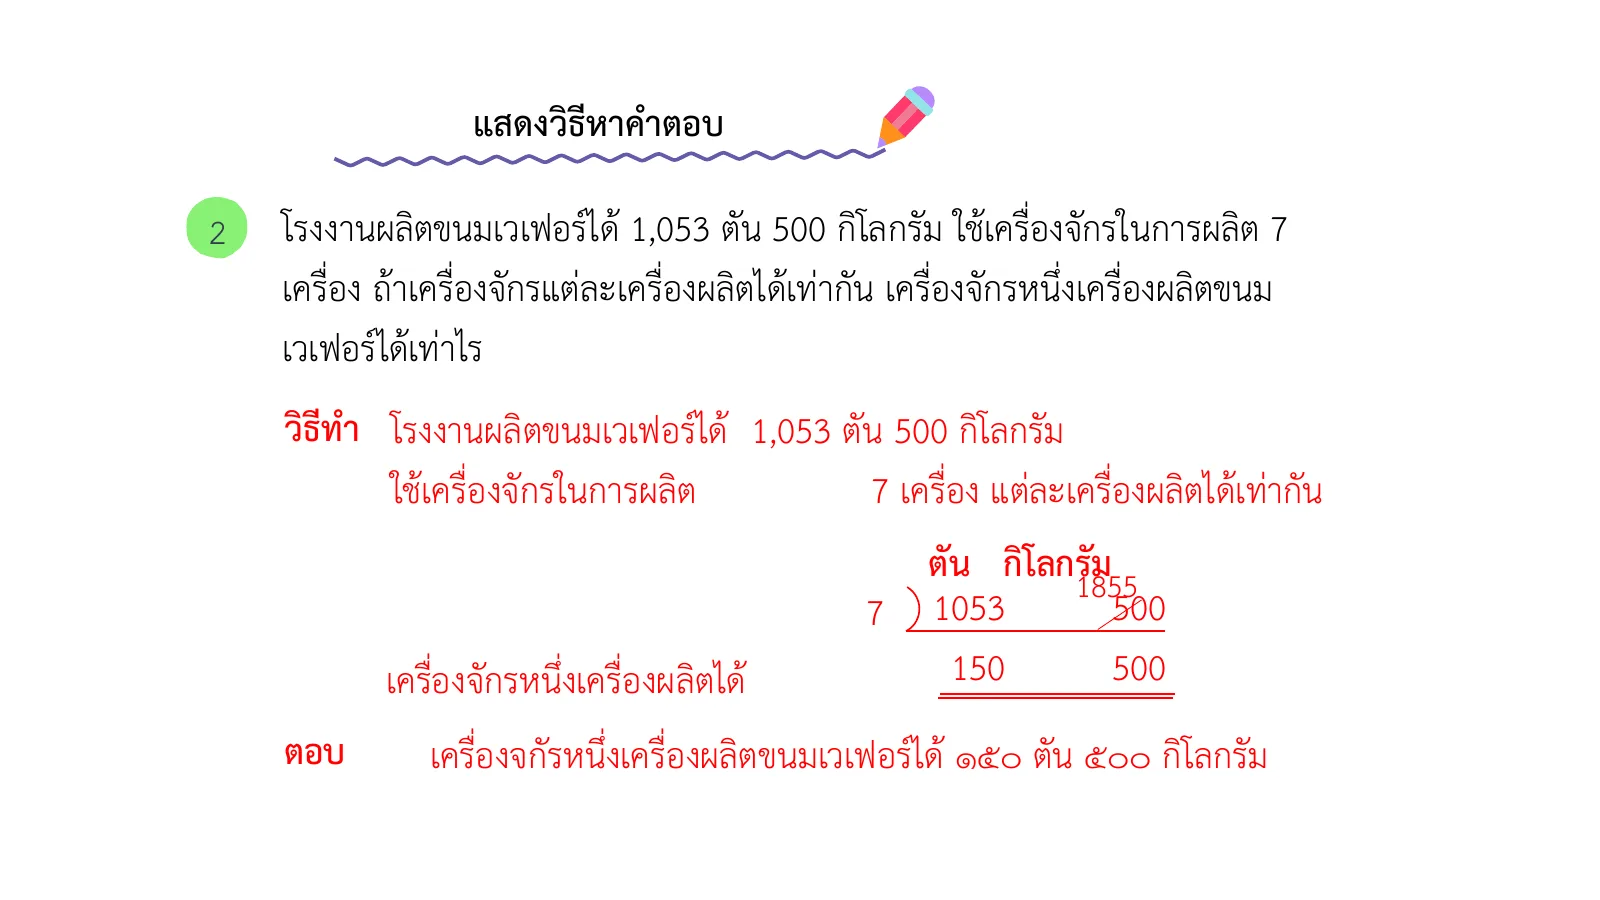 แสดงวิธีหาคำตอบ
2 โรงงานผลิตขนมเวเฟอร์ได้ 1,053 ตัน 500 กิโลกรัม ใช้เครื่องจักรในการผลิต 7
เครื่อง ถ้าเครื่องจักรแต่ละเครื่องผลิตได้เท่ากัน เครื่องจักรหนึ่งเครื่องผลิตขนม
เวเฟอร์ได้เท่าไร
วิธีทำ โรงงานผลิตขนมเวเฟอร์ได้ 1,053 ตัน 500 กิโลกรัม
ใช้เครื่องจักรในการผลิต 7 เครื่อง แต่ละเครื่องผลิตได้เท่ากัน
ตัน กิโลกรัม
1855
7 ) 1053 500
เครื่องจักรหนึ่งเครื่องผลิตได้ 150 500
ตอบ เครื่องจกัรหนึ่งเครื่องผลิตขนมเวเฟอร์ได้ ๑๕๐ ตัน ๕๐๐ กิโลกรัม